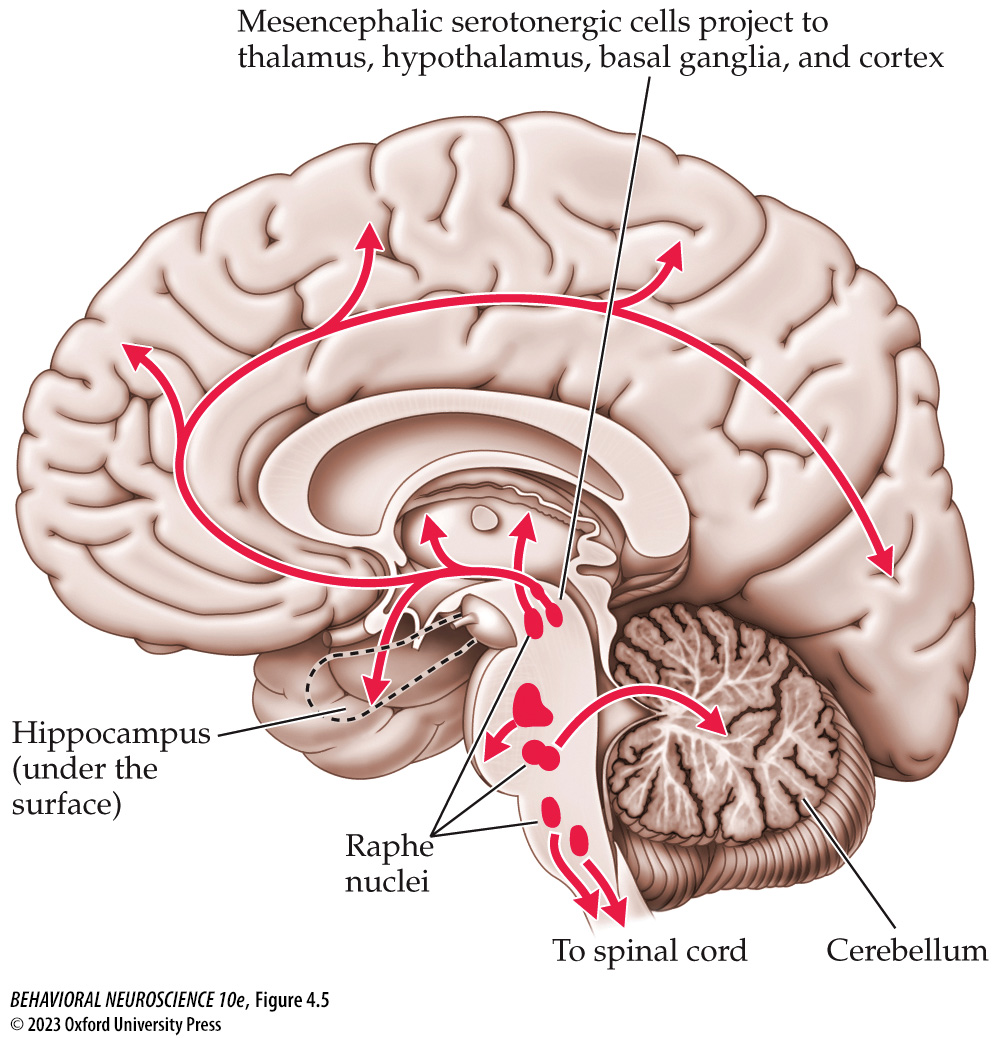 Mesencephalic serotonergic cells project to
thalamus, hypothalamus, basal ganglia, and cortex
Hippocampus
(under the
surface)
Raphe
nuclei
To spinal cord
Cerebellum
BEHAVIORAL NEUROSCIENCE 10e, Figure 4.5
© 2023 Oxford University Press